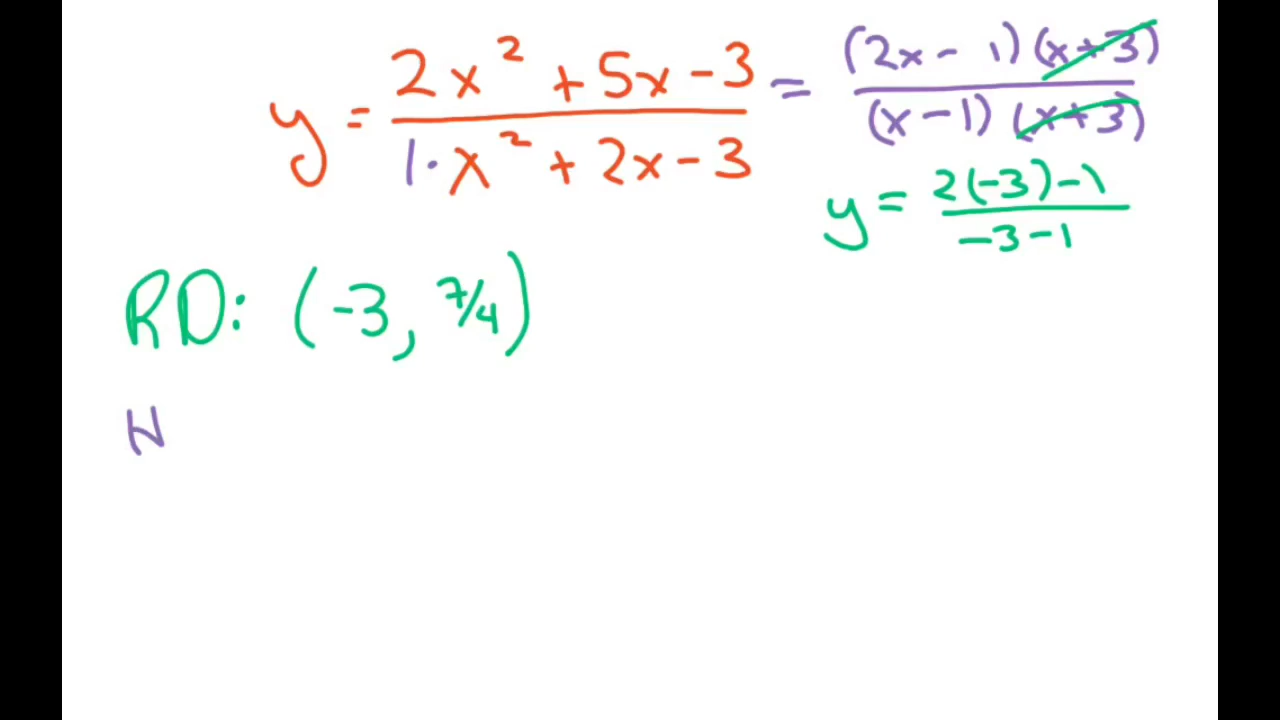 y = (2x² + 5x - 3)/(1·x² + 2x - 3) = ((2x - 1)(x + 3))/((x - 1)(x + 3))
y = (2(-3) - 1)/(-3 - 1)
RD: (-3, 7/4)
H